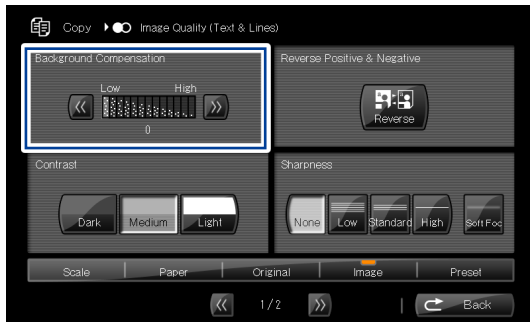 Copy Image Quality (Text & Lines)
Background Compensation
Low High
0
Reverse Positive & Negative
Reverse
Contrast
Dark Medium Light
Sharpness
None Low Standard High Soft Foc
Scale Paper Original Image Preset
1/2 Back